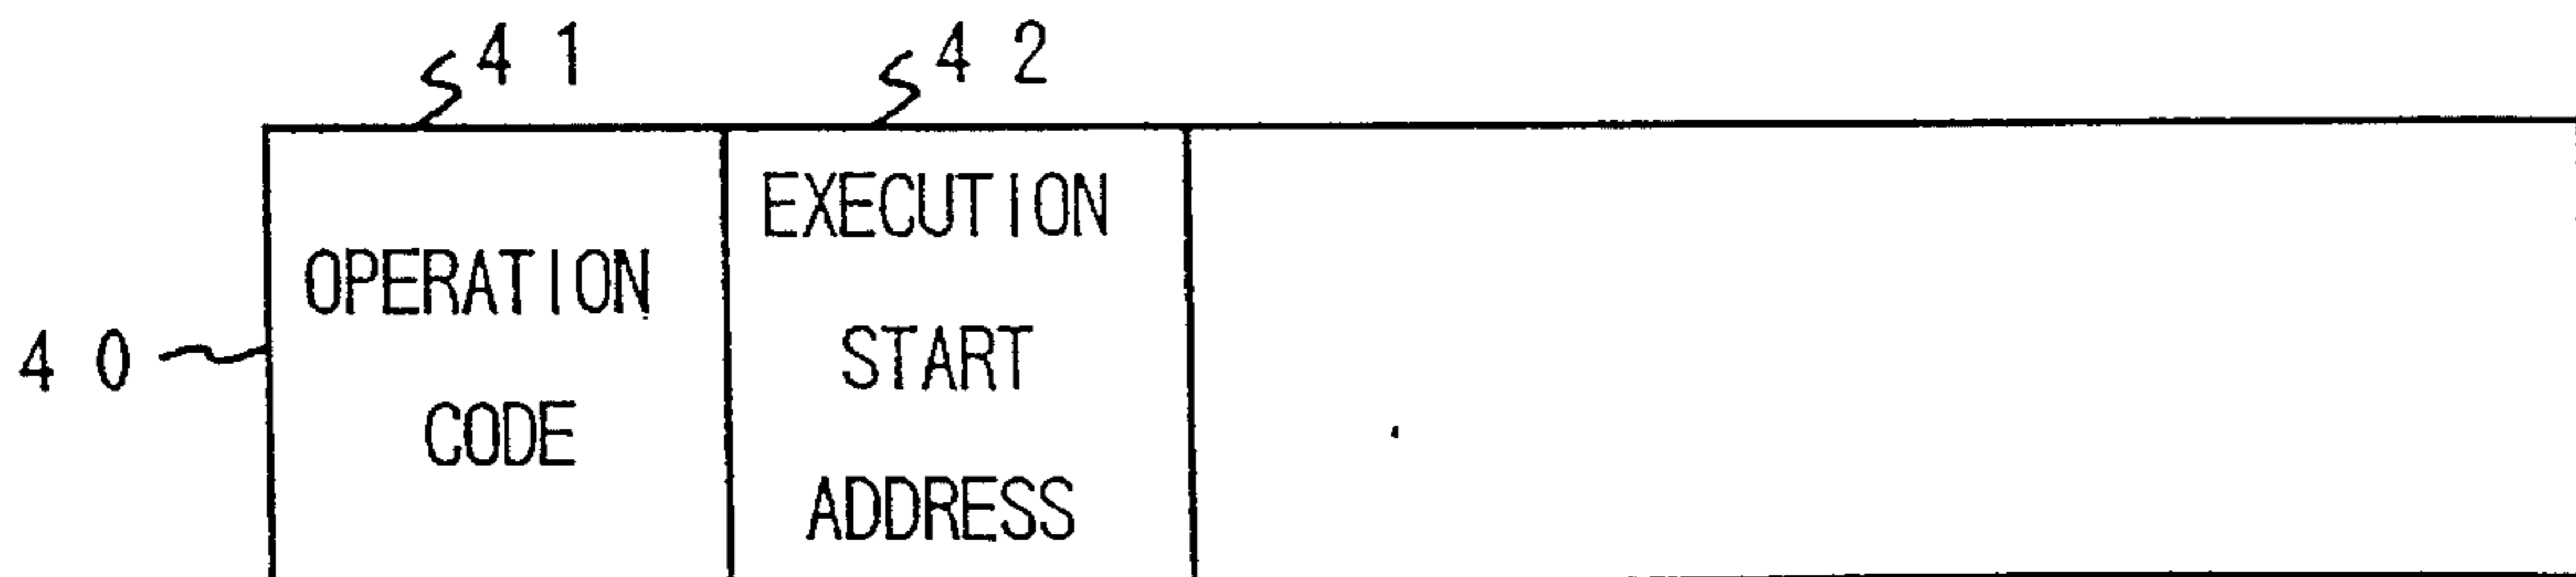 41
42
OPERATION
CODE
EXECUTION
START
ADDRESS
40